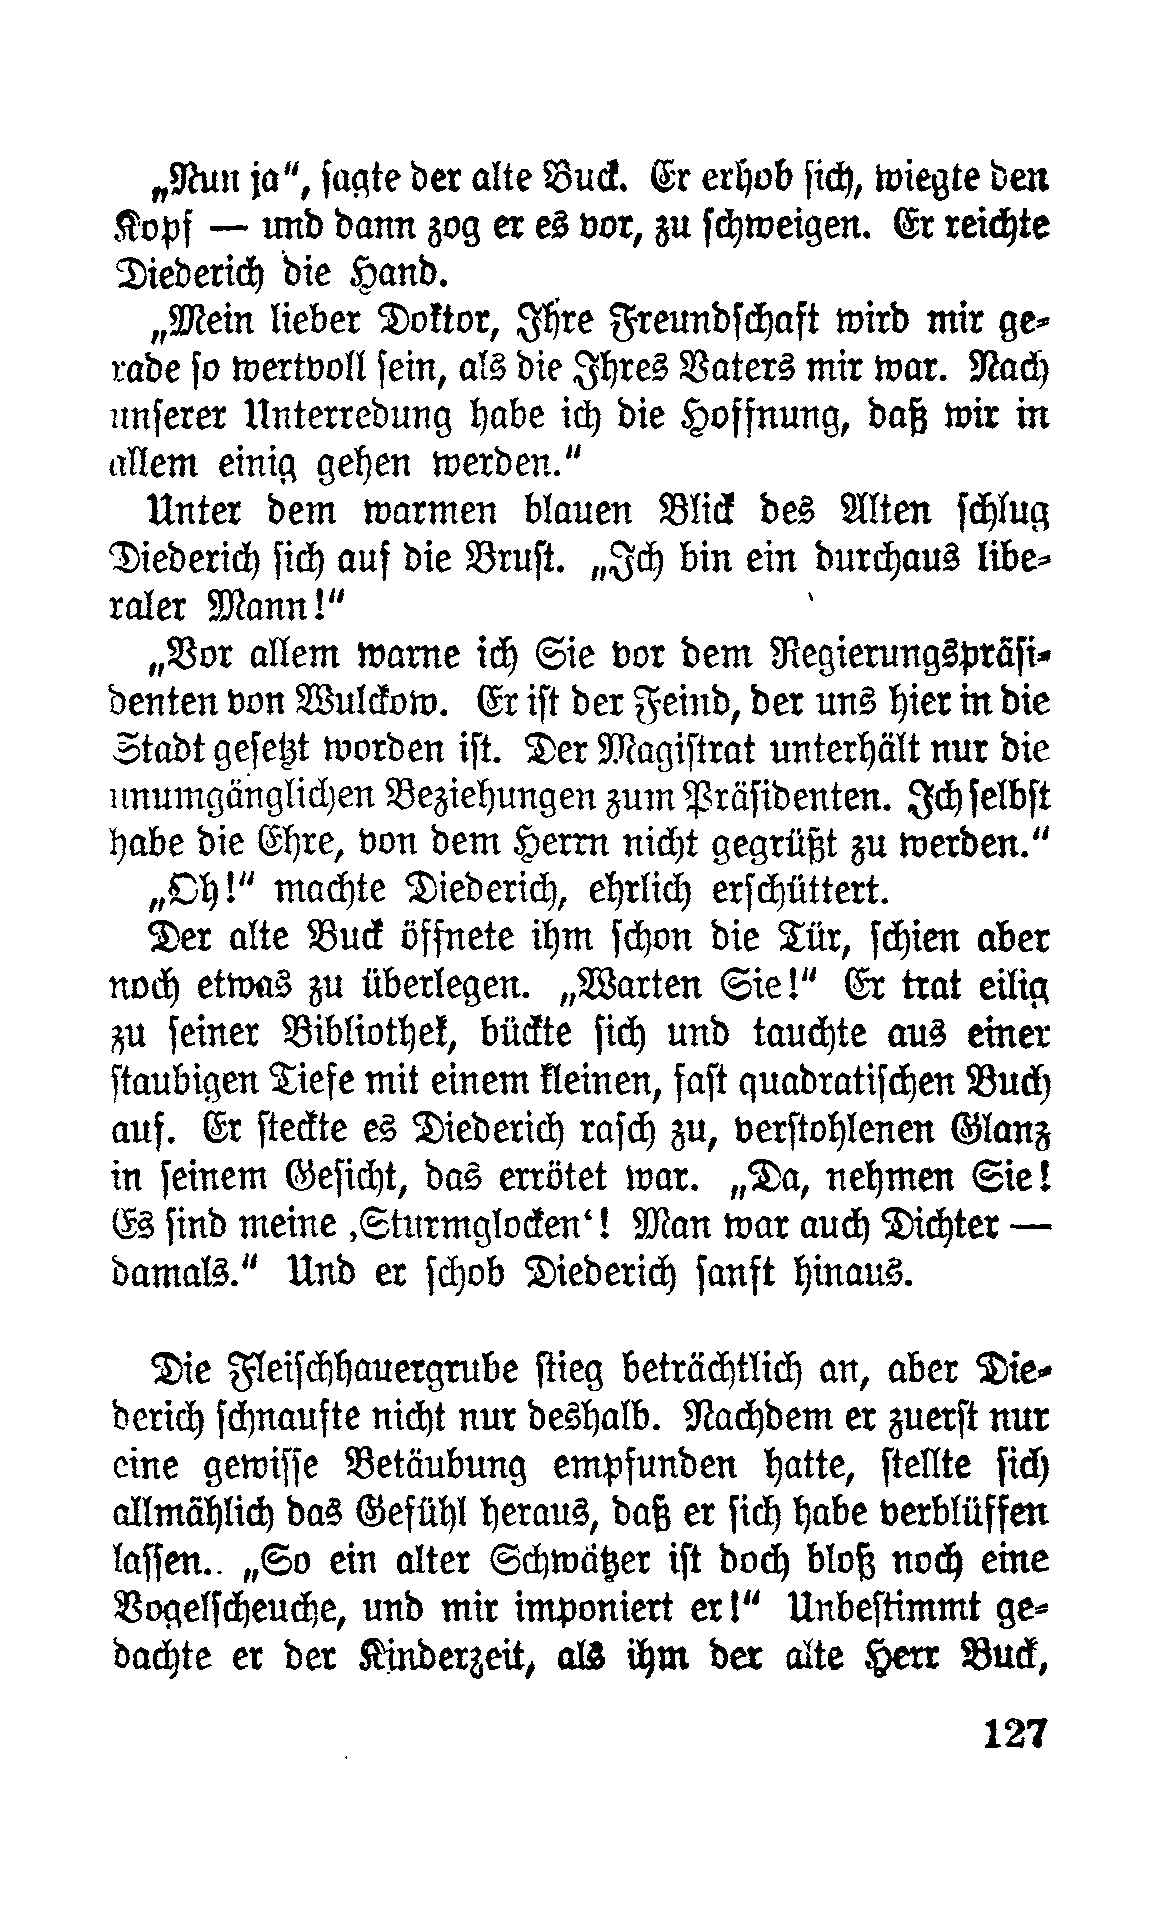 „Nun ja“, ſagte der alte Buck. Er erhob ſich, wiegte den
Kopf — und dann zog er es vor, zu ſchweigen. Er reichte
Diederich die Hand.
„Mein lieber Doktor, Ihre Freundſchaft wird mir ge-
rade ſo wertvoll ſein, als die Ihres Vaters mir war. Nach
unſerer Unterredung habe ich die Hoffnung, daß wir in
allem einig gehen werden.“
Unter dem warmen blauen Blick des Alten ſchlug
Diederich ſich auf die Bruſt. „Ich bin ein durchaus libe-
raler Mann!“
„Vor allem warne ich Sie vor dem Regierungspräſi-
denten von Wulckow. Er iſt der Feind, der uns hier in die
Stadt geſetzt worden iſt. Der Magiſtrat unterhält nur die
unumgänglichen Beziehungen zum Präſidenten. Ich ſelbſt
habe die Ehre, von dem Herrn nicht gegrüßt zu werden.“
„Oh!“ machte Diederich, ehrlich erſchüttert.
Der alte Buck öffnete ihm ſchon die Tür, ſchien aber
noch etwas zu überlegen. „Warten Sie!“ Er trat eilig
zu ſeiner Bibliothek, bückte ſich und tauchte aus einer
ſtaubigen Tiefe mit einem kleinen, faſt quadratiſchen Buch
auf. Er ſteckte es Diederich raſch zu, verſtohlenen Glanz
in ſeinem Geſicht, das errötet war. „Da, nehmen Sie!
Es ſind meine ‚Sturmglocken‘! Man war auch Dichter —
damals.“ Und er ſchob Diederich ſanft hinaus.
Die Fleiſchhauergrube ſtieg beträchtlich an, aber Die-
derich ſchnaufte nicht nur deshalb. Nachdem er zuerſt nur
eine gewiſſe Betäubung empfunden hatte, ſtellte ſich
allmählich das Gefühl heraus, daß er ſich habe verblüffen
laſſen.. „So ein alter Schwätzer iſt doch bloß noch eine
Vogelſcheuche, und mir imponiert er!“ Unbeſtimmt ge-
dachte er der Kinderzeit, als ihm der alte Herr Buck,
127